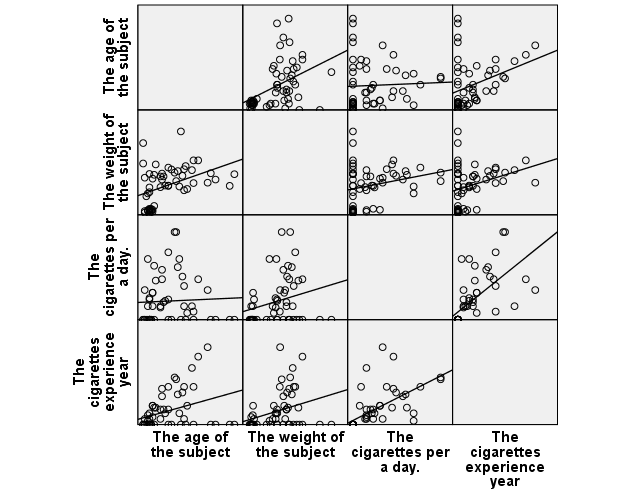 The age of
the subject
The weight of
the subject
The
cigarettes per
a day.
The
cigarettes
experience
year
The age of
the subject
The weight of
the subject
The
cigarettes per
a day.
The
cigarettes
experience
year